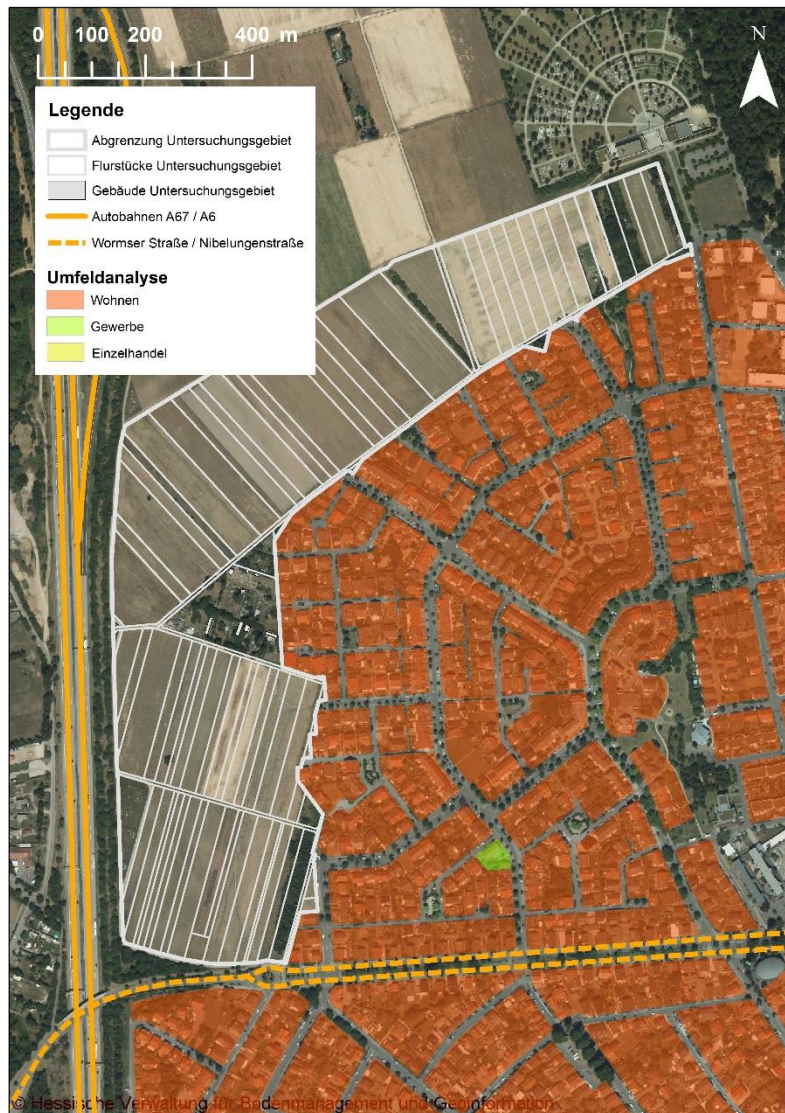 0 100 200 400 m
N
Legende
Abgrenzung Untersuchungsgebiet
Flurstücke Untersuchungsgebiet
Gebäude Untersuchungsgebiet
Autobahnen A67 / A6
Wormser Straße / Nibelungenstraße
Umfeldanalyse
Wohnen
Gewerbe
Einzelhandel
© Hessische Verwaltung für Bodenmanagement und Geoinformation